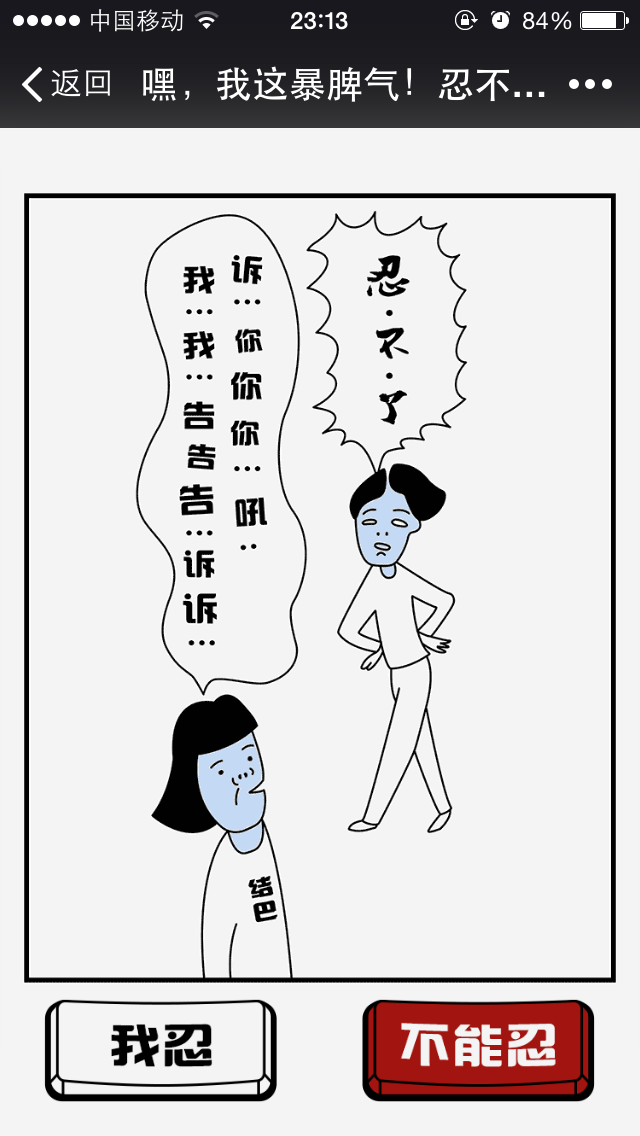 中国移动 23:13 84%
返回 嘿，我这暴脾气！忍不...
诉…你你你…吼‥
我…我…告告告…诉诉…
忍·不·了
结巴
我忍 不能忍